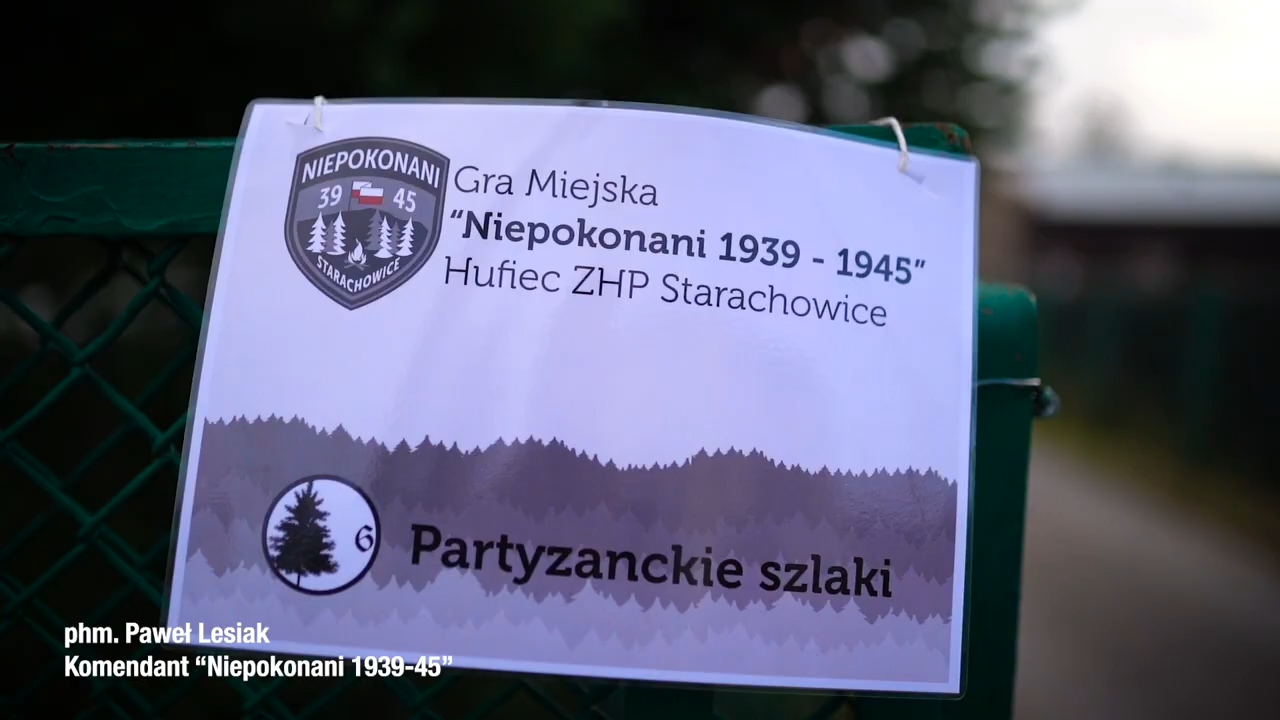 NIEPOKONANI
39 45
STARACHOWICE
Gra Miejska
“Niepokonani 1939 - 1945”
Hufiec ZHP Starachowice
6
Partyzanckie szlaki
phm. Paweł Lesiak
Komendant “Niepokonani 1939-45”